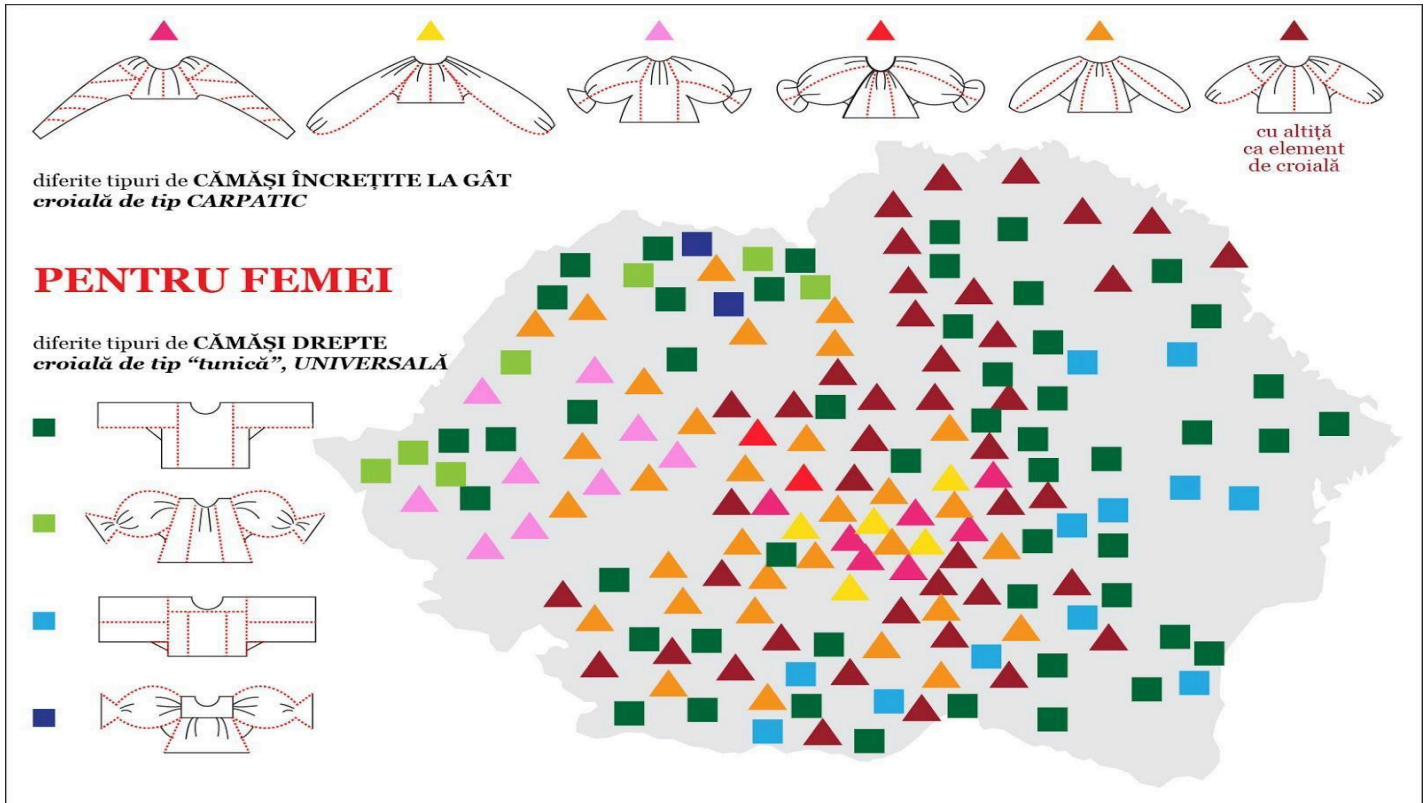 cu altiță
ca element
de croială
diferite tipuri de CĂMĂȘI ÎNCREȚITE LA GÂT
croială de tip CARPATIC
PENTRU FEMEI
diferite tipuri de CĂMĂȘI DREPTE
croială de tip “tunică”, UNIVERSALĂ